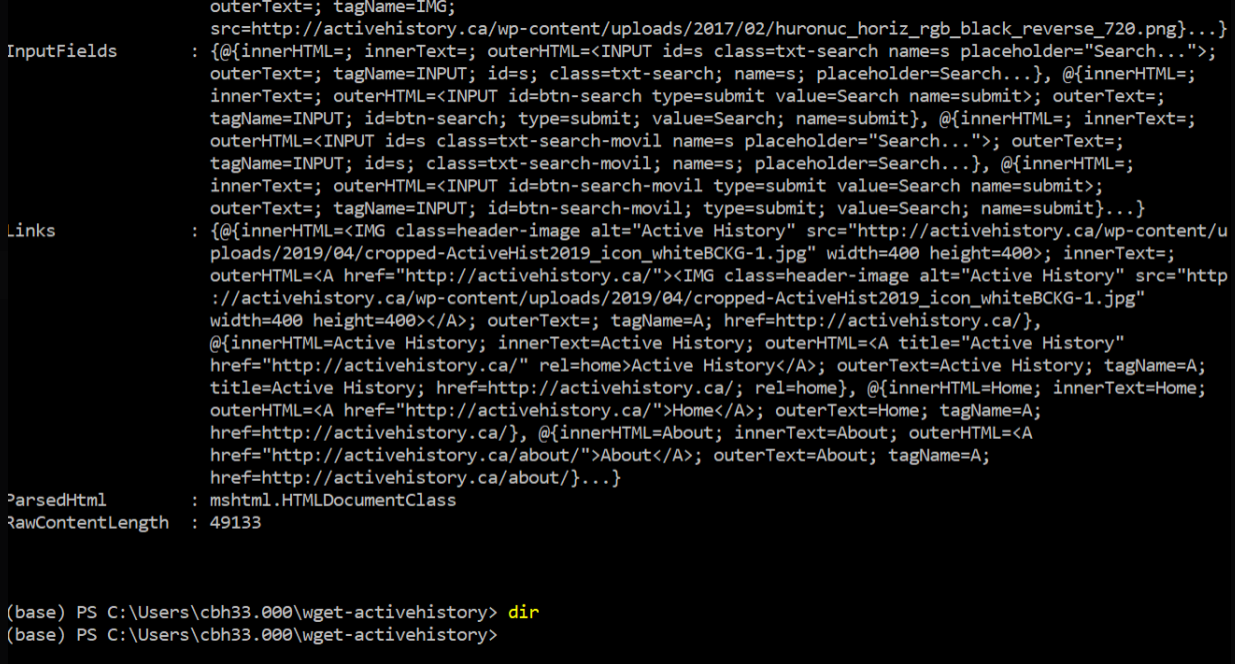 outerText=; tagName=IMG;
src=http://activehistory.ca/wp-content/uploads/2017/02/huronuc_horiz_rgb_black_reverse_720.png}...}
InputFields : {@{innerHTML=; innerText=; outerHTML=<INPUT id=s class=txt-search name=s placeholder="Search...">;
outerText=; tagName=INPUT; id=s; class=txt-search; name=s; placeholder=Search...}, @{innerHTML=;
innerText=; outerHTML=<INPUT id=btn-search type=submit value=Search name=submit>; outerText=;
tagName=INPUT; id=btn-search; type=submit; value=Search; name=submit}, @{innerHTML=; innerText=;
outerHTML=<INPUT id=s class=txt-search-movil name=s placeholder="Search...">; outerText=;
tagName=INPUT; id=s; class=txt-search-movil; name=s; placeholder=Search...}, @{innerHTML=;
innerText=; outerHTML=<INPUT id=btn-search-movil type=submit value=Search name=submit>;
outerText=; tagName=INPUT; id=btn-search-movil; type=submit; value=Search; name=submit}...}
Links : {@{innerHTML=<IMG class=header-image alt="Active History" src="http://activehistory.ca/wp-content/u
ploads/2019/04/cropped-ActiveHist2019_icon_whiteBCKG-1.jpg" width=400 height=400>; innerText=;
outerHTML=<A href="http://activehistory.ca/"><IMG class=header-image alt="Active History" src="http
://activehistory.ca/wp-content/uploads/2019/04/cropped-ActiveHist2019_icon_whiteBCKG-1.jpg"
width=400 height=400></A>; outerText=; tagName=A; href=http://activehistory.ca/},
@{innerHTML=Active History; innerText=Active History; outerHTML=<A title="Active History"
href="http://activehistory.ca/" rel=home>Active History</A>; outerText=Active History; tagName=A;
title=Active History; href=http://activehistory.ca/; rel=home}, @{innerHTML=Home; innerText=Home;
outerHTML=<A href="http://activehistory.ca/">Home</A>; outerText=Home; tagName=A;
href=http://activehistory.ca/}, @{innerHTML=About; innerText=About; outerHTML=<A
href="http://activehistory.ca/about/">About</A>; outerText=About; tagName=A;
href=http://activehistory.ca/about/}...}
ParsedHtml : mshtml.HTMLDocumentClass
RawContentLength : 49133
(base) PS C:\Users\cbh33.000\wget-activehistory> dir
(base) PS C:\Users\cbh33.000\wget-activehistory>